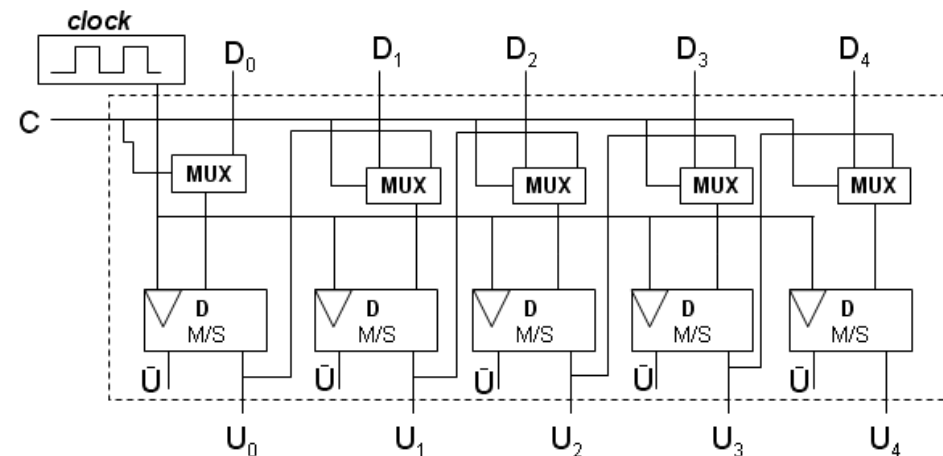 clock
D₀ D₁ D₂ D₃ D₄
C
MUX MUX MUX MUX MUX
D D D D D
M/S M/S M/S M/S M/S
Ū Ū Ū Ū Ū
U₀ U₁ U₂ U₃ U₄